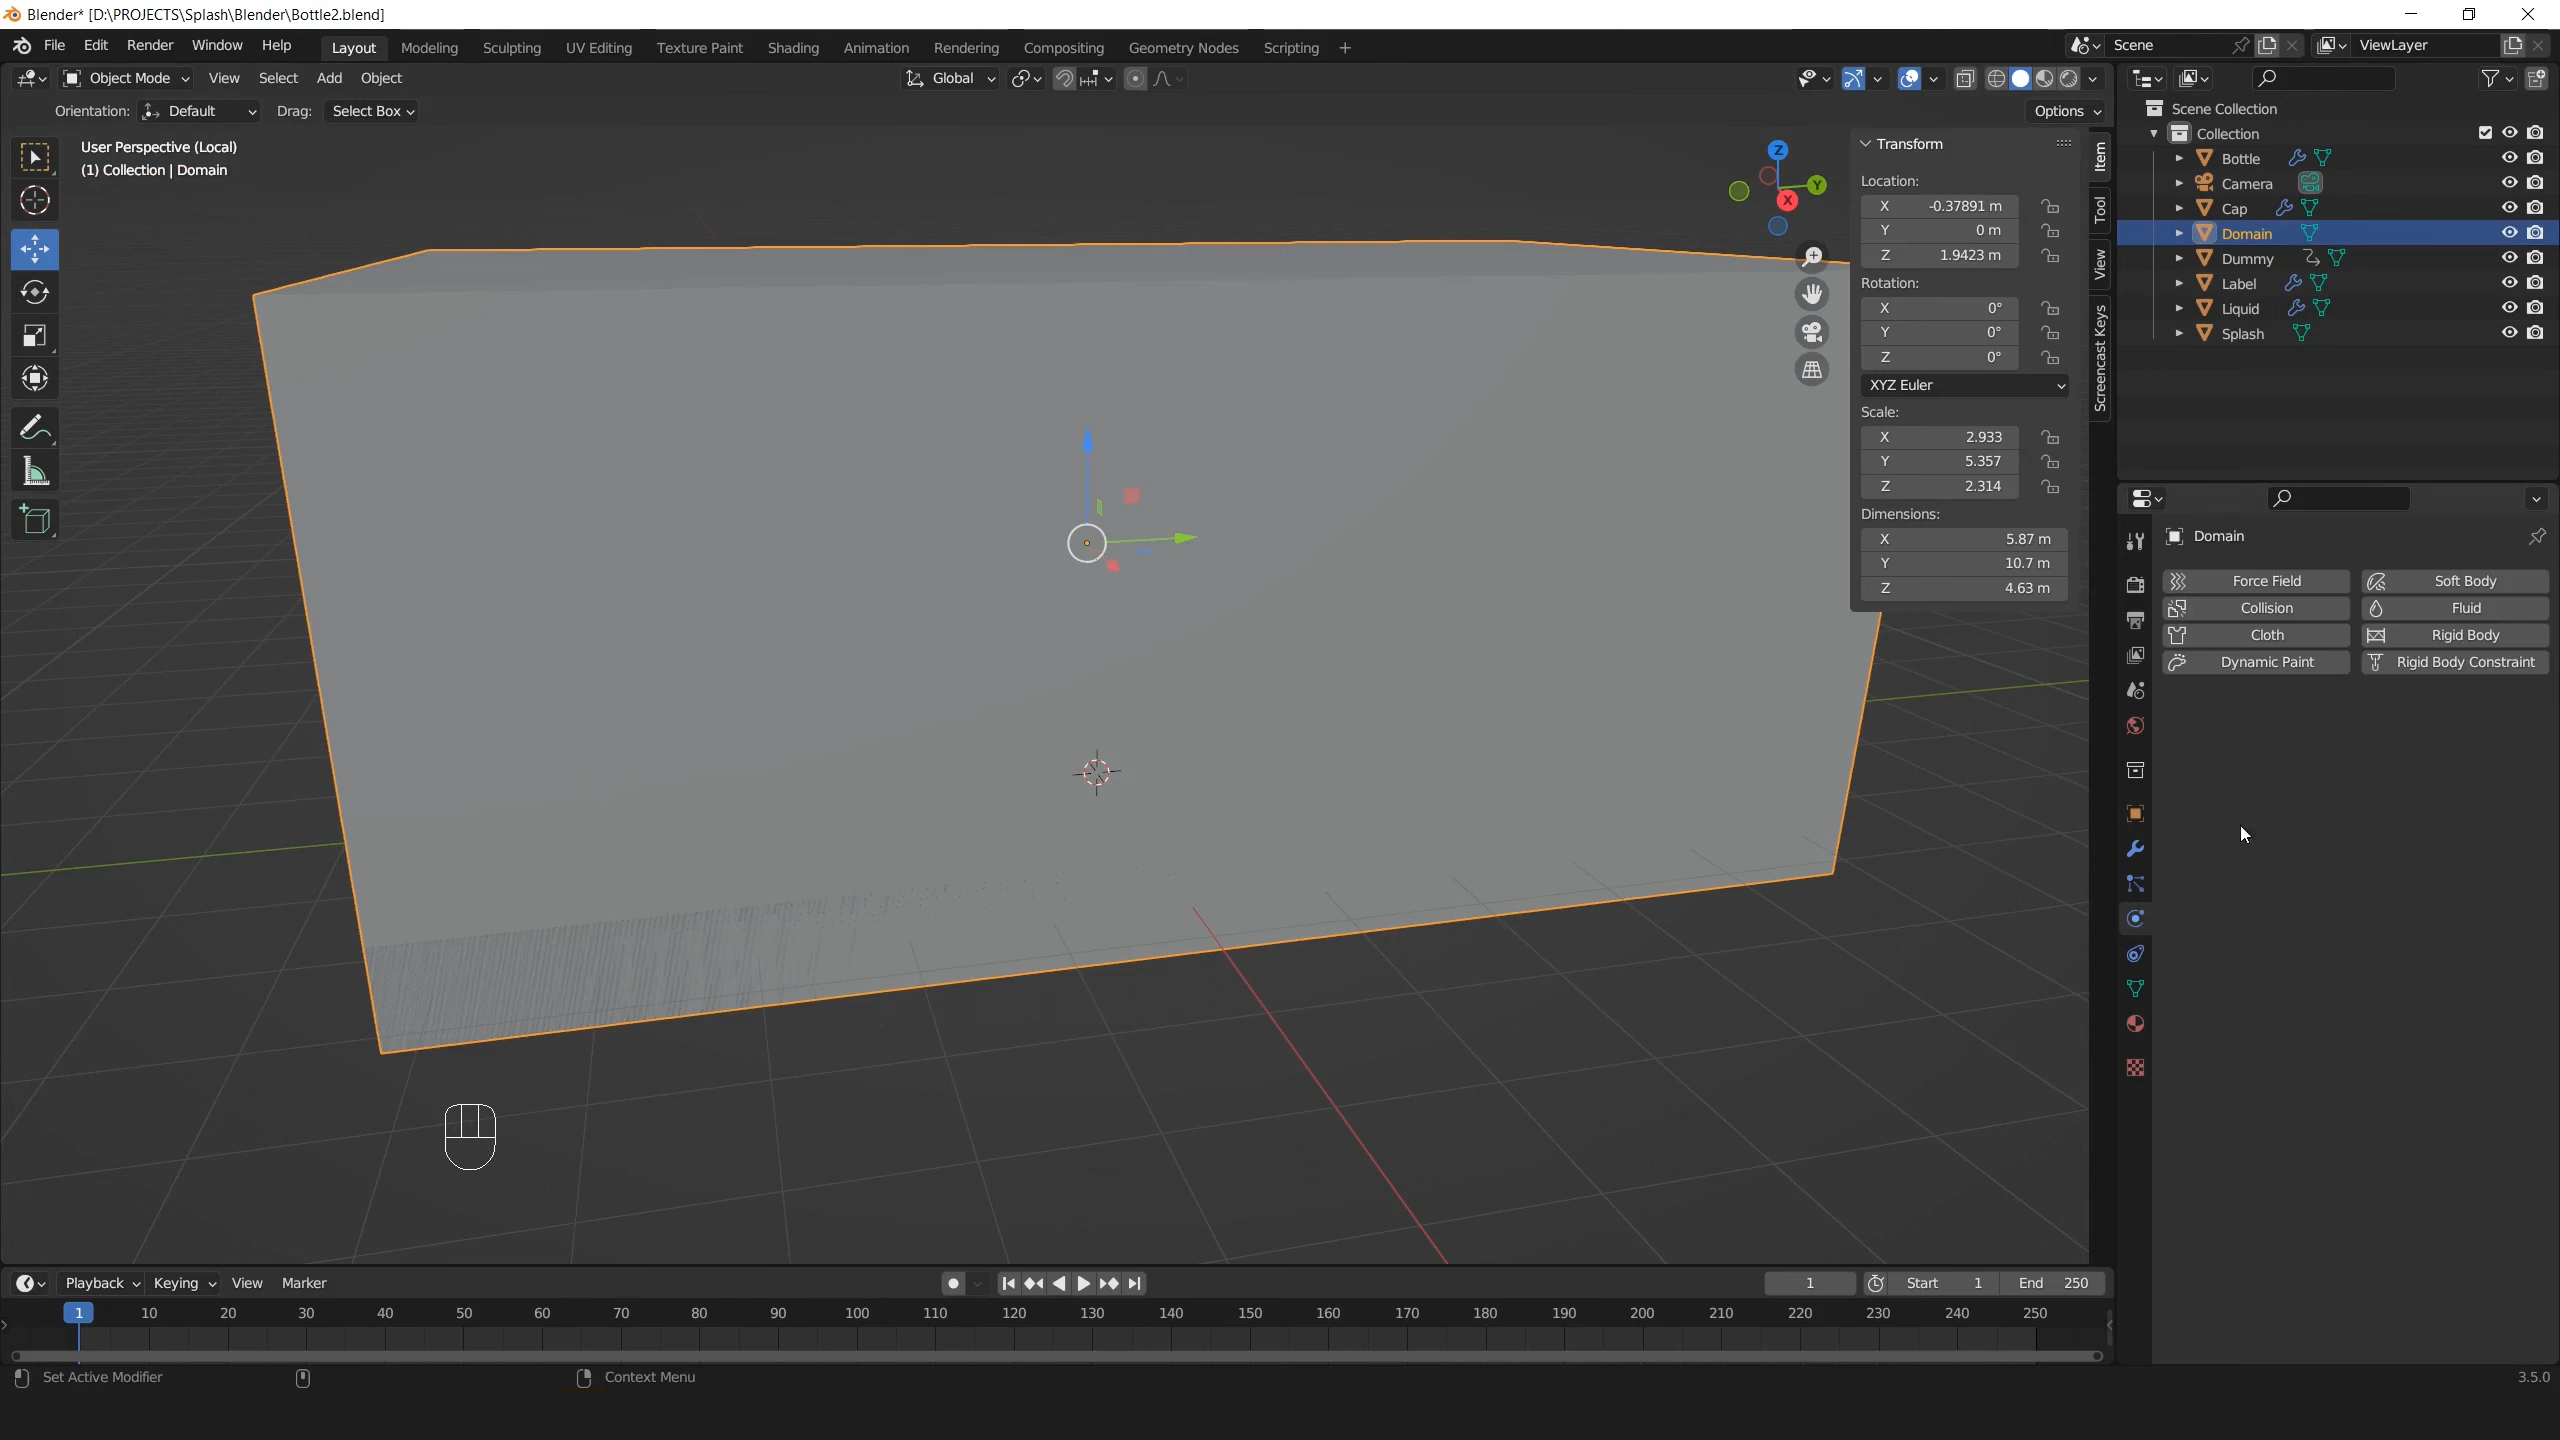 Blender* [D:\PROJECTS\Splash\Blender\Bottle2.blend]
File Edit Render Window Help Layout Modeling Sculpting UV Editing Texture Paint Shading Animation Rendering Compositing Geometry Nodes Scripting + Scene ViewLayer
Object Mode View Select Add Object Global
Orientation: Default Drag: Select Box Options
User Perspective (Local)
(1) Collection | Domain
Z
Y
X
Transform
Location:
X -0.37891 m
Y 0 m
Z 1.9423 m
Rotation:
X 0°
Y 0°
Z 0°
XYZ Euler
Scale:
X 2.933
Y 5.357
Z 2.314
Dimensions:
X 5.87 m
Y 10.7 m
Z 4.63 m
Item
Tool
View
Screencast Keys
Scene Collection
Collection
Bottle
Camera
Cap
Domain
Dummy
Label
Liquid
Splash
Domain
Force Field Soft Body
Collision Fluid
Cloth Rigid Body
Dynamic Paint Rigid Body Constraint
Playback Keying View Marker 1 Start 1 End 250
1 10 20 30 40 50 60 70 80 90 100 110 120 130 140 150 160 170 180 190 200 210 220 230 240 250
Set Active Modifier Context Menu 3.5.0